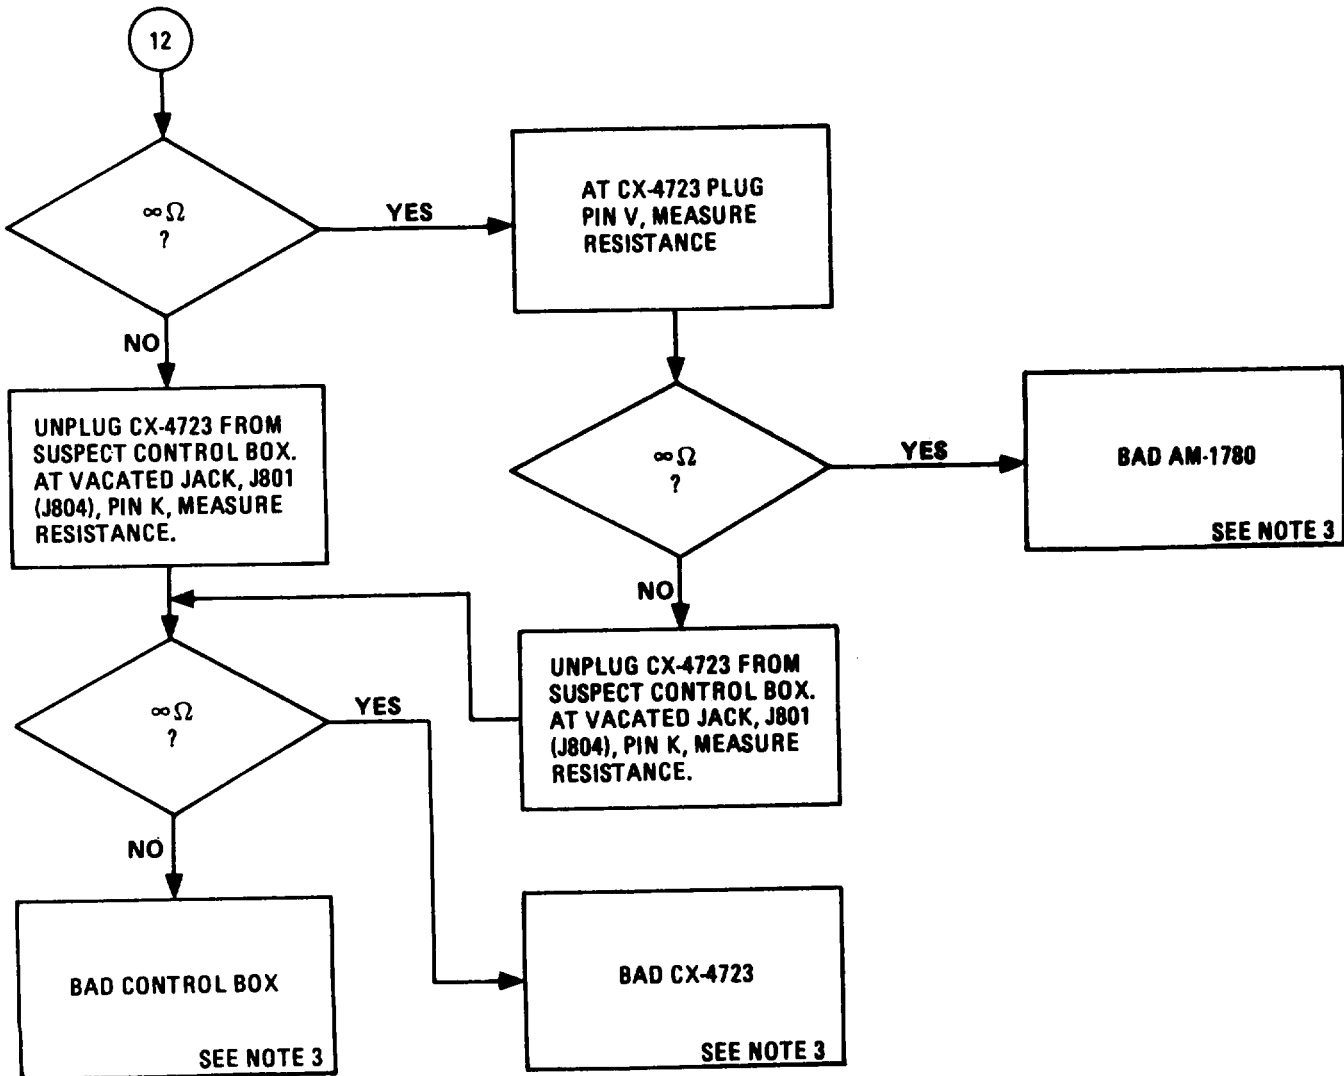 12
∞ Ω
?
YES
AT CX-4723 PLUG
PIN V, MEASURE
RESISTANCE
NO
UNPLUG CX-4723 FROM
SUSPECT CONTROL BOX.
AT VACATED JACK, J801
(J804), PIN K, MEASURE
RESISTANCE.
∞ Ω
?
YES
BAD AM-1780
SEE NOTE 3
NO
UNPLUG CX-4723 FROM
SUSPECT CONTROL BOX.
AT VACATED JACK, J801
(J804), PIN K, MEASURE
RESISTANCE.
∞ Ω
?
YES
NO
BAD CONTROL BOX
SEE NOTE 3
BAD CX-4723
SEE NOTE 3